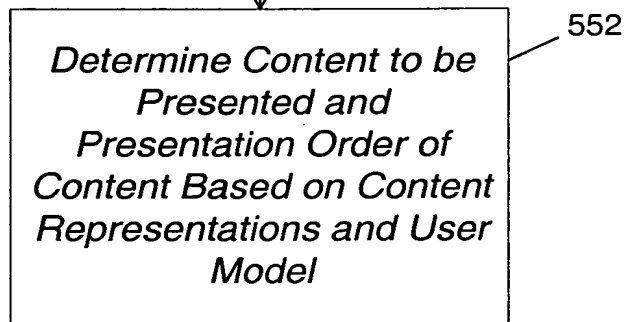 552
Determine Content to be
Presented and
Presentation Order of
Content Based on Content
Representations and User
Model